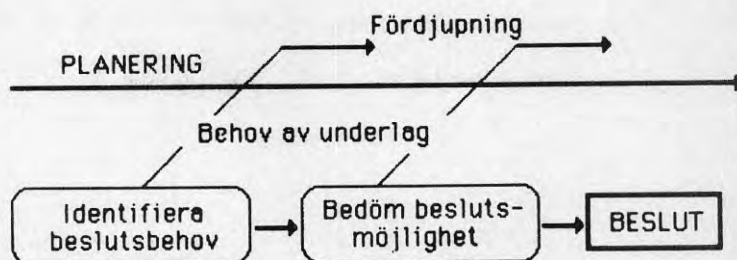 Fördjupning
PLANERING
Behov av underlag
Identifiera
beslutsbehov
Bedöm besluts-
möjlighet
BESLUT